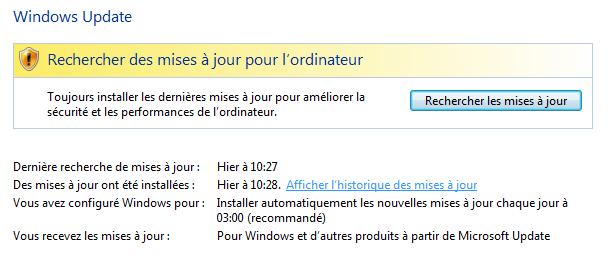 Windows Update
Rechercher des mises à jour pour l'ordinateur
Toujours installer les dernières mises à jour pour améliorer la
sécurité et les performances de l'ordinateur.
Rechercher les mises à jour
Dernière recherche de mises à jour : Hier à 10:27
Des mises à jour ont été installées : Hier à 10:28. Afficher l'historique des mises à jour
Vous avez configuré Windows pour : Installer automatiquement les nouvelles mises à jour chaque jour à
03:00 (recommandé)
Vous recevez les mises à jour : Pour Windows et d'autres produits à partir de Microsoft Update